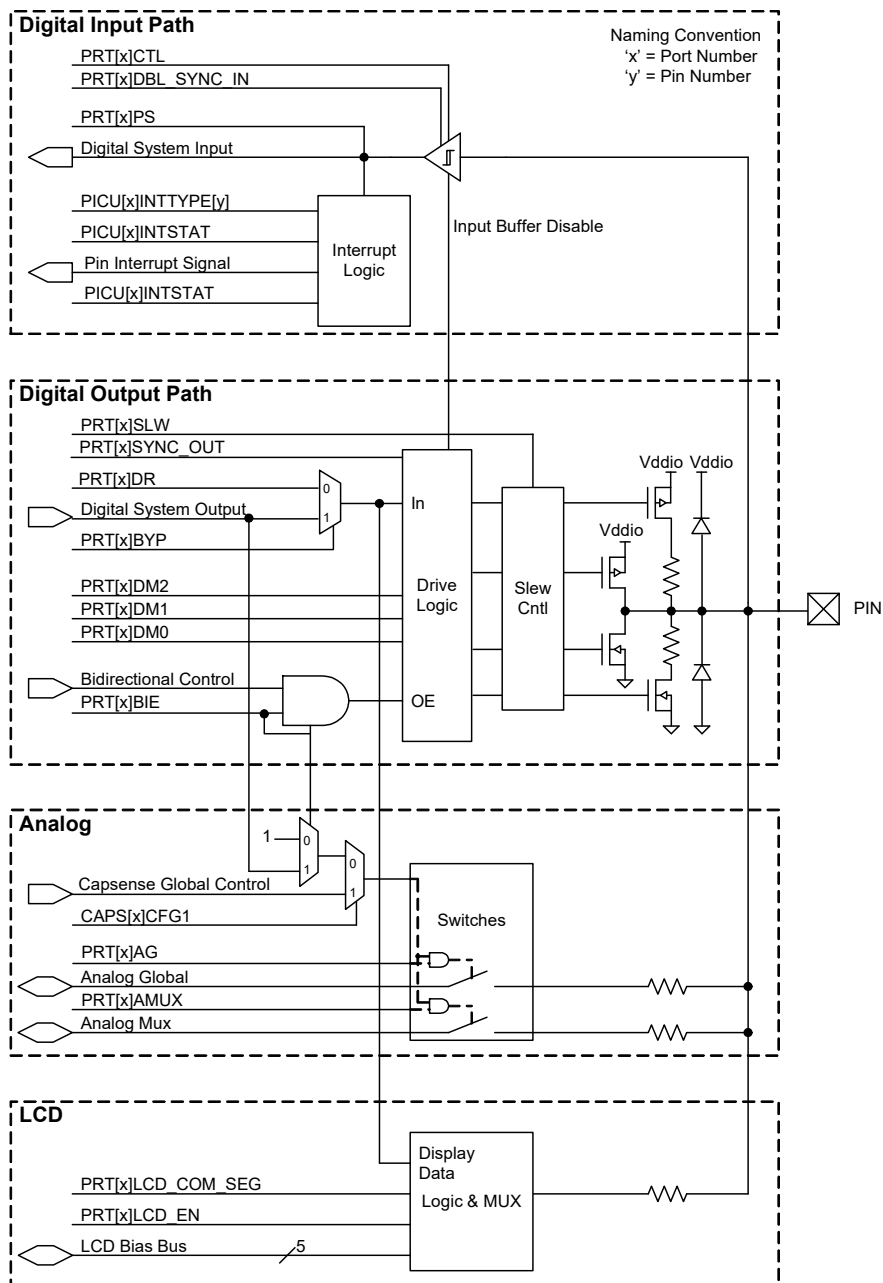 Digital Input Path
Naming Convention
'x' = Port Number
'y' = Pin Number
PRT[x]CTL
PRT[x]DBL_SYNC_IN
PRT[x]PS
Digital System Input
PICU[x]INTTYPE[y]
PICU[x]INTSTAT
Pin Interrupt Signal
PICU[x]INTSTAT
Interrupt
Logic
Input Buffer Disable
Digital Output Path
PRT[x]SLW
PRT[x]SYNC_OUT
PRT[x]DR
Digital System Output
PRT[x]BYP
0
1
PRT[x]DM2
PRT[x]DM1
PRT[x]DM0
Bidirectional Control
PRT[x]BIE
In
Drive
Logic
OE
Slew
Cntl
Vddio Vddio
Vddio
PIN
Analog
1
0
1
0
1
Capsense Global Control
CAPS[x]CFG1
Switches
PRT[x]AG
Analog Global
PRT[x]AMUX
Analog Mux
LCD
Display
Data
Logic & MUX
PRT[x]LCD_COM_SEG
PRT[x]LCD_EN
LCD Bias Bus
5